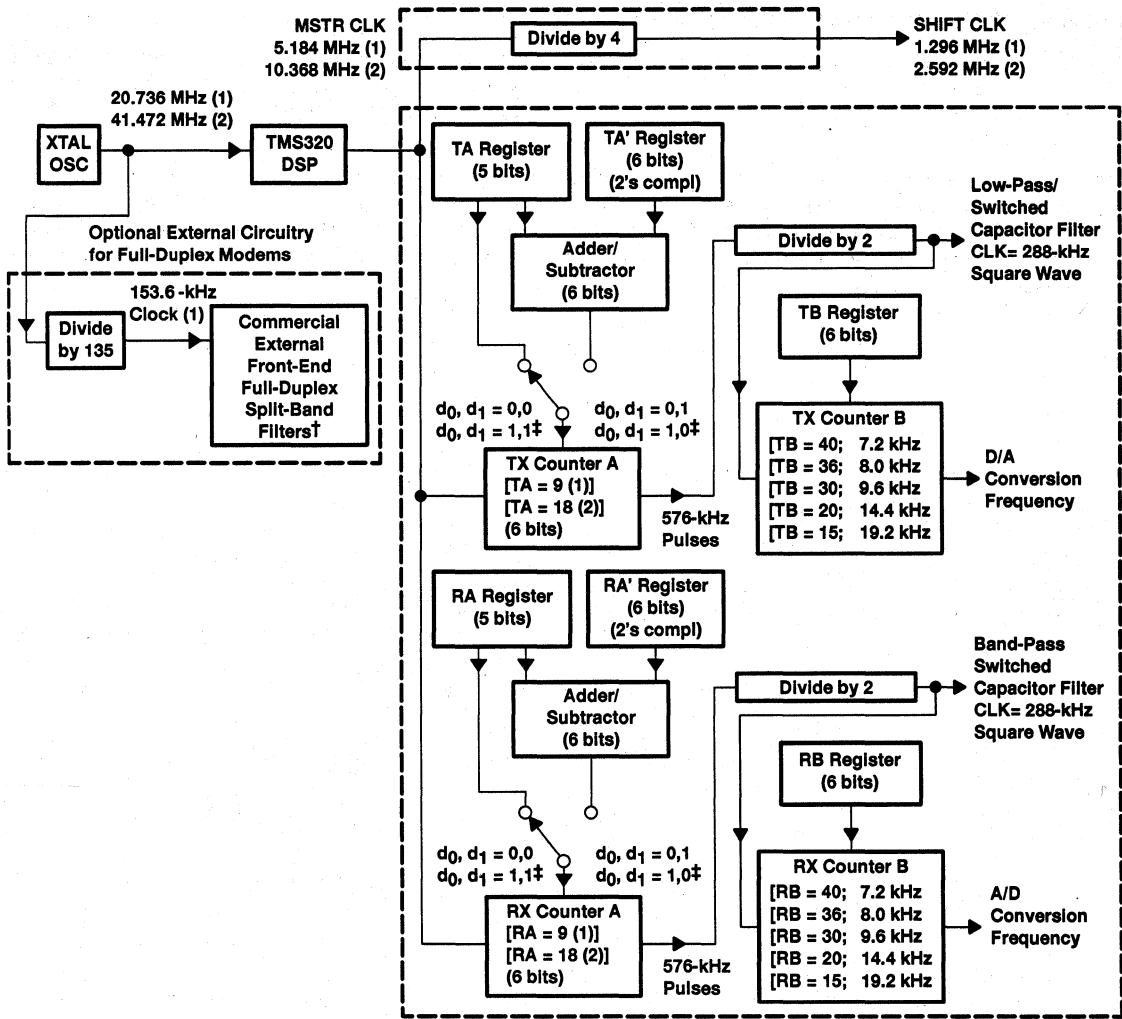 MSTR CLK
5.184 MHz (1)
10.368 MHz (2)
Divide by 4
SHIFT CLK
1.296 MHz (1)
2.592 MHz (2)
20.736 MHz (1)
41.472 MHz (2)
XTAL
OSC
TMS320
DSP
Optional External Circuitry
for Full-Duplex Modems
153.6 -kHz
Clock (1)
Divide
by 135
Commercial
External
Front-End
Full-Duplex
Split-Band
Filters†
TA Register
(5 bits)
TA' Register
(6 bits)
(2's compl)
Adder/
Subtractor
(6 bits)
d0, d1 = 0,0
d0, d1 = 1,1‡
d0, d1 = 0,1
d0, d1 = 1,0‡
TX Counter A
[TA = 9 (1)]
[TA = 18 (2)]
(6 bits)
576-kHz
Pulses
Divide by 2
Low-Pass/
Switched
Capacitor Filter
CLK= 288-kHz
Square Wave
TB Register
(6 bits)
TX Counter B
[TB = 40; 7.2 kHz
[TB = 36; 8.0 kHz
[TB = 30; 9.6 kHz
[TB = 20; 14.4 kHz
[TB = 15; 19.2 kHz
D/A
Conversion
Frequency
RA Register
(5 bits)
RA' Register
(6 bits)
(2's compl)
Adder/
Subtractor
(6 bits)
d0, d1 = 0,0
d0, d1 = 1,1‡
d0, d1 = 0,1
d0, d1 = 1,0‡
RX Counter A
[RA = 9 (1)]
[RA = 18 (2)]
(6 bits)
576-kHz
Pulses
Divide by 2
Band-Pass
Switched
Capacitor Filter
CLK= 288-kHz
Square Wave
RB Register
(6 bits)
RX Counter B
[RB = 40; 7.2 kHz
[RB = 36; 8.0 kHz
[RB = 30; 9.6 kHz
[RB = 20; 14.4 kHz
[RB = 15; 19.2 kHz
A/D
Conversion
Frequency